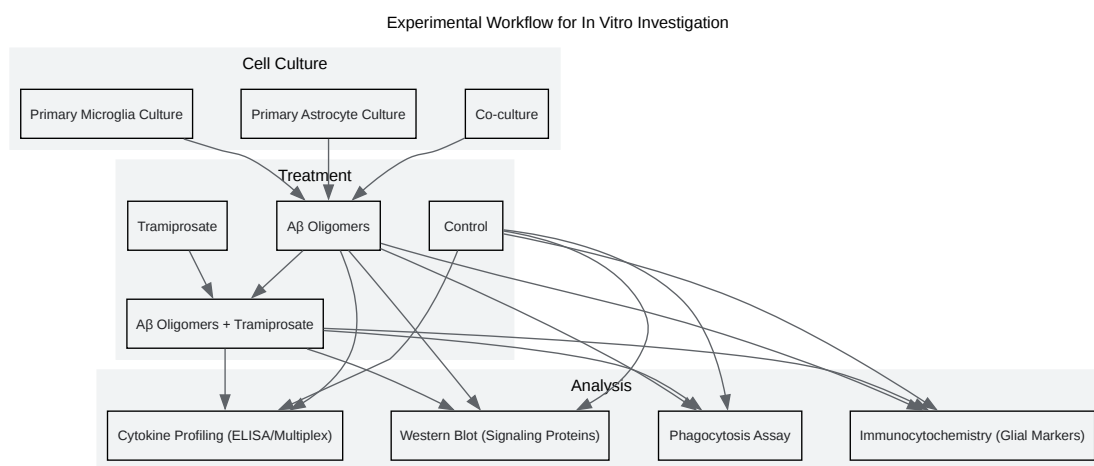 Experimental Workflow for In Vitro Investigation
Cell Culture
Primary Microglia Culture
Primary Astrocyte Culture
Co-culture
Treatment
Tramiprosate
Aβ Oligomers
Control
Aβ Oligomers + Tramiprosate
Analysis
Cytokine Profiling (ELISA/Multiplex)
Western Blot (Signaling Proteins)
Phagocytosis Assay
Immunocytochemistry (Glial Markers)